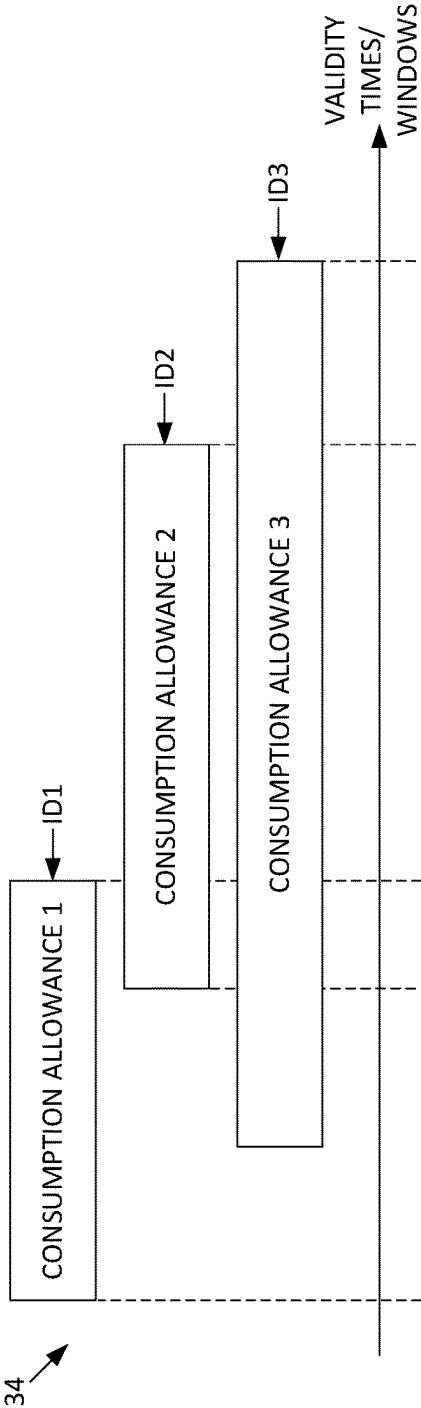 34
CONSUMPTION ALLOWANCE 1
ID1
CONSUMPTION ALLOWANCE 2
ID2
CONSUMPTION ALLOWANCE 3
ID3
VALIDITY
TIMES/
WINDOWS